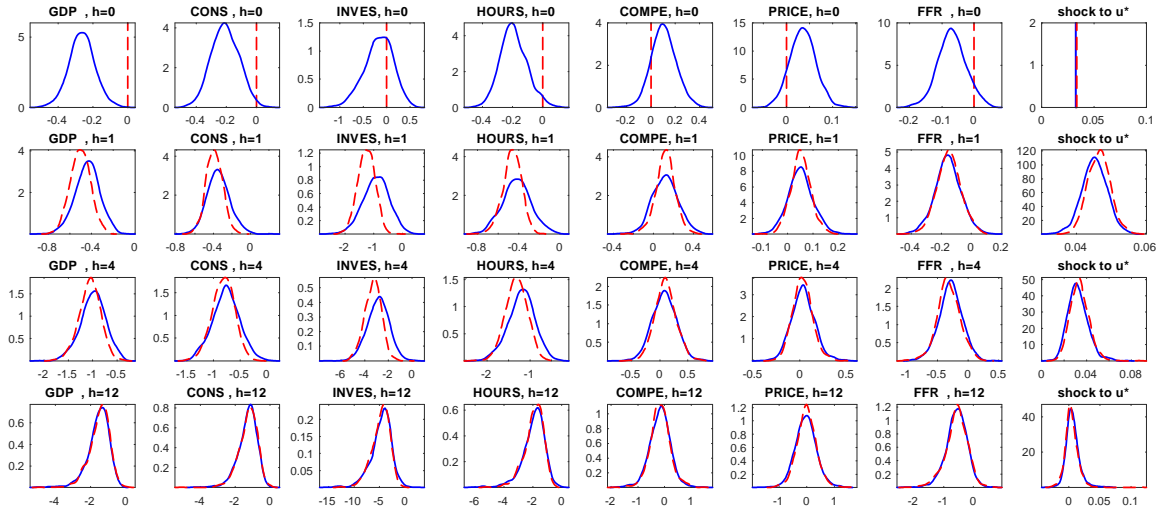 GDP , h=0 CONS , h=0 INVES, h=0 HOURS, h=0 COMPE, h=0 PRICE, h=0 FFR , h=0 shock to u*
5 4 1.5 4 4 15 10 2
1 3 10 1
2 0.5 2 2 5 5
1
0 0 0 0 0 0 0 0
-0.4 -0.2 0 -0.4 -0.2 0 -1 0 -0.4 -0.2 0 0 0.2 0.4 0 0.1 -0.2 -0.1 0 0 0.05 0.1
GDP , h=1 CONS , h=1 INVES, h=1 HOURS, h=1 COMPE, h=1 PRICE, h=1 FFR , h=1 shock to u*
4 4 1.2 4 4 10 5 120
1 8 4 100
0.8 6 3 80
2 2 0.6 2 2 4 2 60
0.4 2 1 40
0.2 20
0
-0.8 -0.4 0 -0.8 -0.4 0 0.2 -2 -1 0 -0.8 -0.4 0 -0.4 0 0.4 -0.1 0 0.1 0.2 -0.4 -0.2 0 0.2 0.04 0.06
GDP , h=4 CONS , h=4 INVES, h=4 HOURS, h=4 COMPE, h=4 PRICE, h=4 FFR , h=4 shock to u*
1.5 1.5 0.5 1.5 2 3 2 50
0.4 1.5 1.5 40
1 1 0.3 1 1 2 1 30
0.2 20
0.5 0.5 0.1 0.5 0.5 1 0.5 10
0
-2 -1.5 -1 -0.5 -1.5 -1 -0.5 0 -8 -6 -4 -2 0 -2 -1 -0.5 0 0.5 -0.5 0 0.5 -1 -0.5 0 0.5 0 0.04 0.08
GDP , h=12 CONS , h=12 INVES, h=12 HOURS, h=12 COMPE, h=12 PRICE, h=12 FFR , h=12 shock to u*
0.6 0.8 0.2 0.6 1 1.2 1.2
0.6 0.15 0.8 1 1 40
0.4 0.4 0.4 0.6 0.8 0.8
0.1 0.6 0.6
0.2 0.2 0.05 0.2 0.4 0.4 0.4 20
0.2 0.2 0.2
0
-4 -2 0 -4 -2 0 -15 -10 -5 0 -6 -4 -2 0 -2 -1 0 1 -1 0 1 -2 -1 0 1 0 0.05 0.1